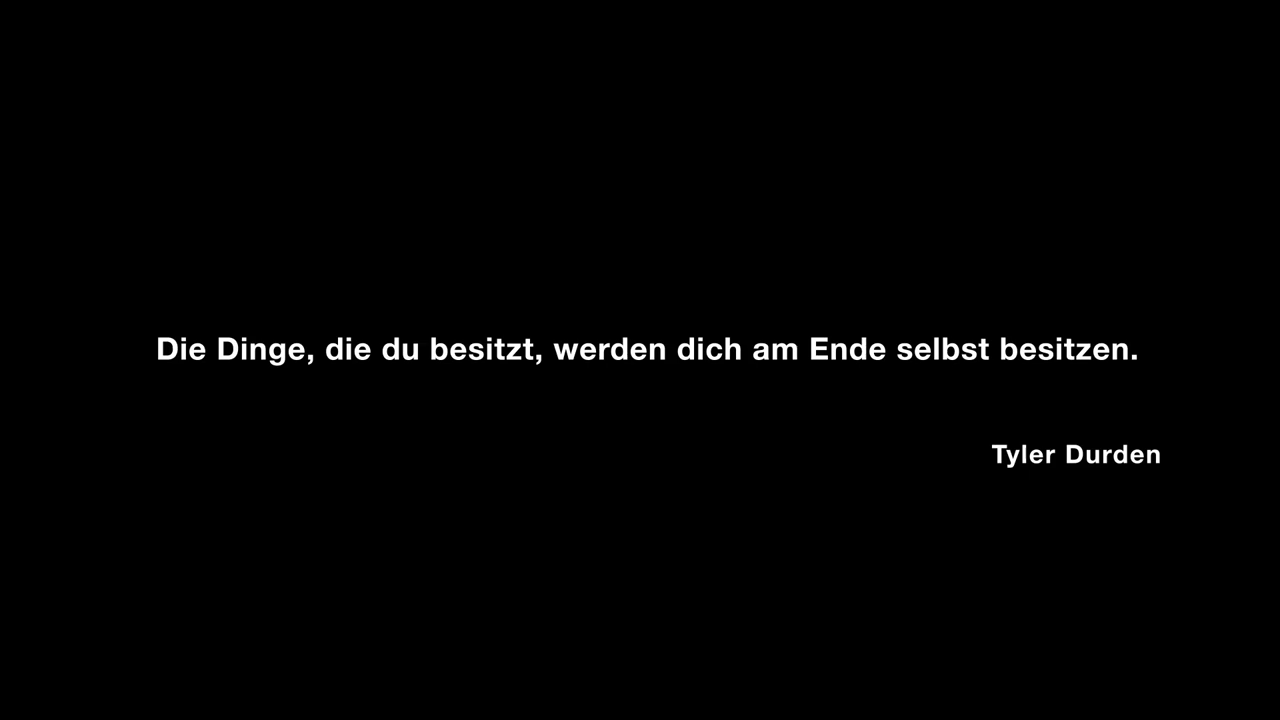 Die Dinge, die du besitzt, werden dich am Ende selbst besitzen.
Tyler Durden